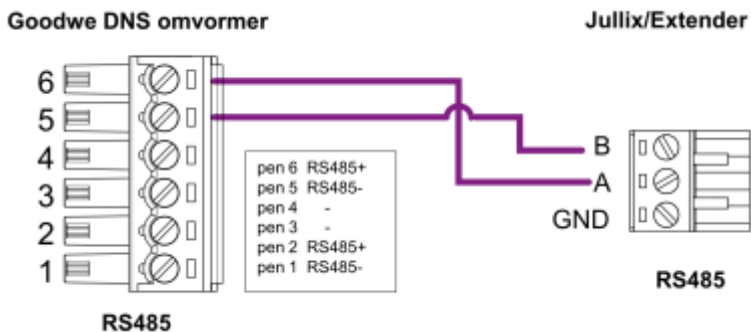 Goodwe DNS omvormer
Jullix/Extender
6
5
4
3
2
1
pen 6 RS485+
pen 5 RS485-
pen 4 -
pen 3 -
pen 2 RS485+
pen 1 RS485-
RS485
B
A
GND
RS485